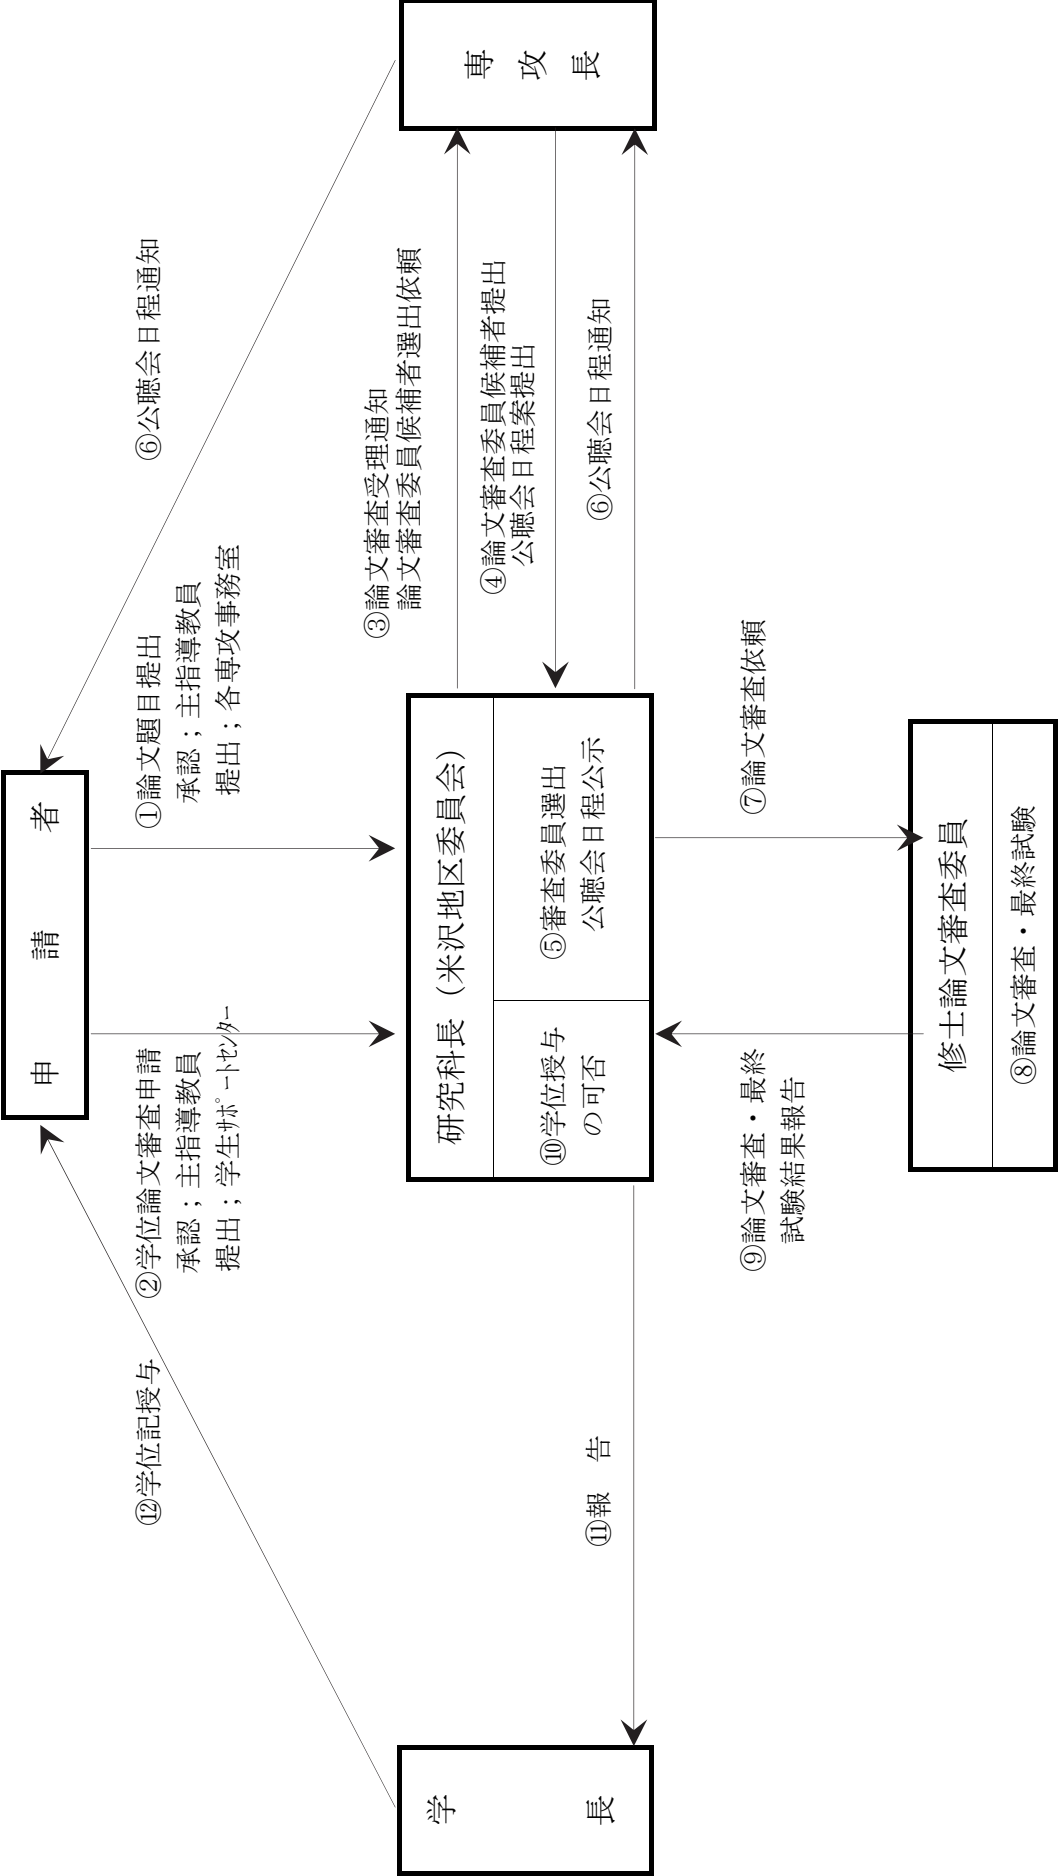 申　請　者
⑫学位記授与
②学位論文審査申請
承認；主指導教員
提出；学生ｻﾎﾟｰﾄｾﾝﾀｰ
①論文題目提出
承認；主指導教員
提出；各専攻事務室
⑥公聴会日程通知
学　長
⑪報　告
研究科長（米沢地区委員会）
⑩学位授与
の可否
⑤審査委員選出
公聴会日程公示
③論文審査受理通知
論文審査委員候補者選出依頼
④論文審査委員候補者提出
公聴会日程案提出
⑥公聴会日程通知
専攻長
⑨論文審査・最終
試験結果報告
⑦論文審査依頼
修士論文審査委員
⑧論文審査・最終試験